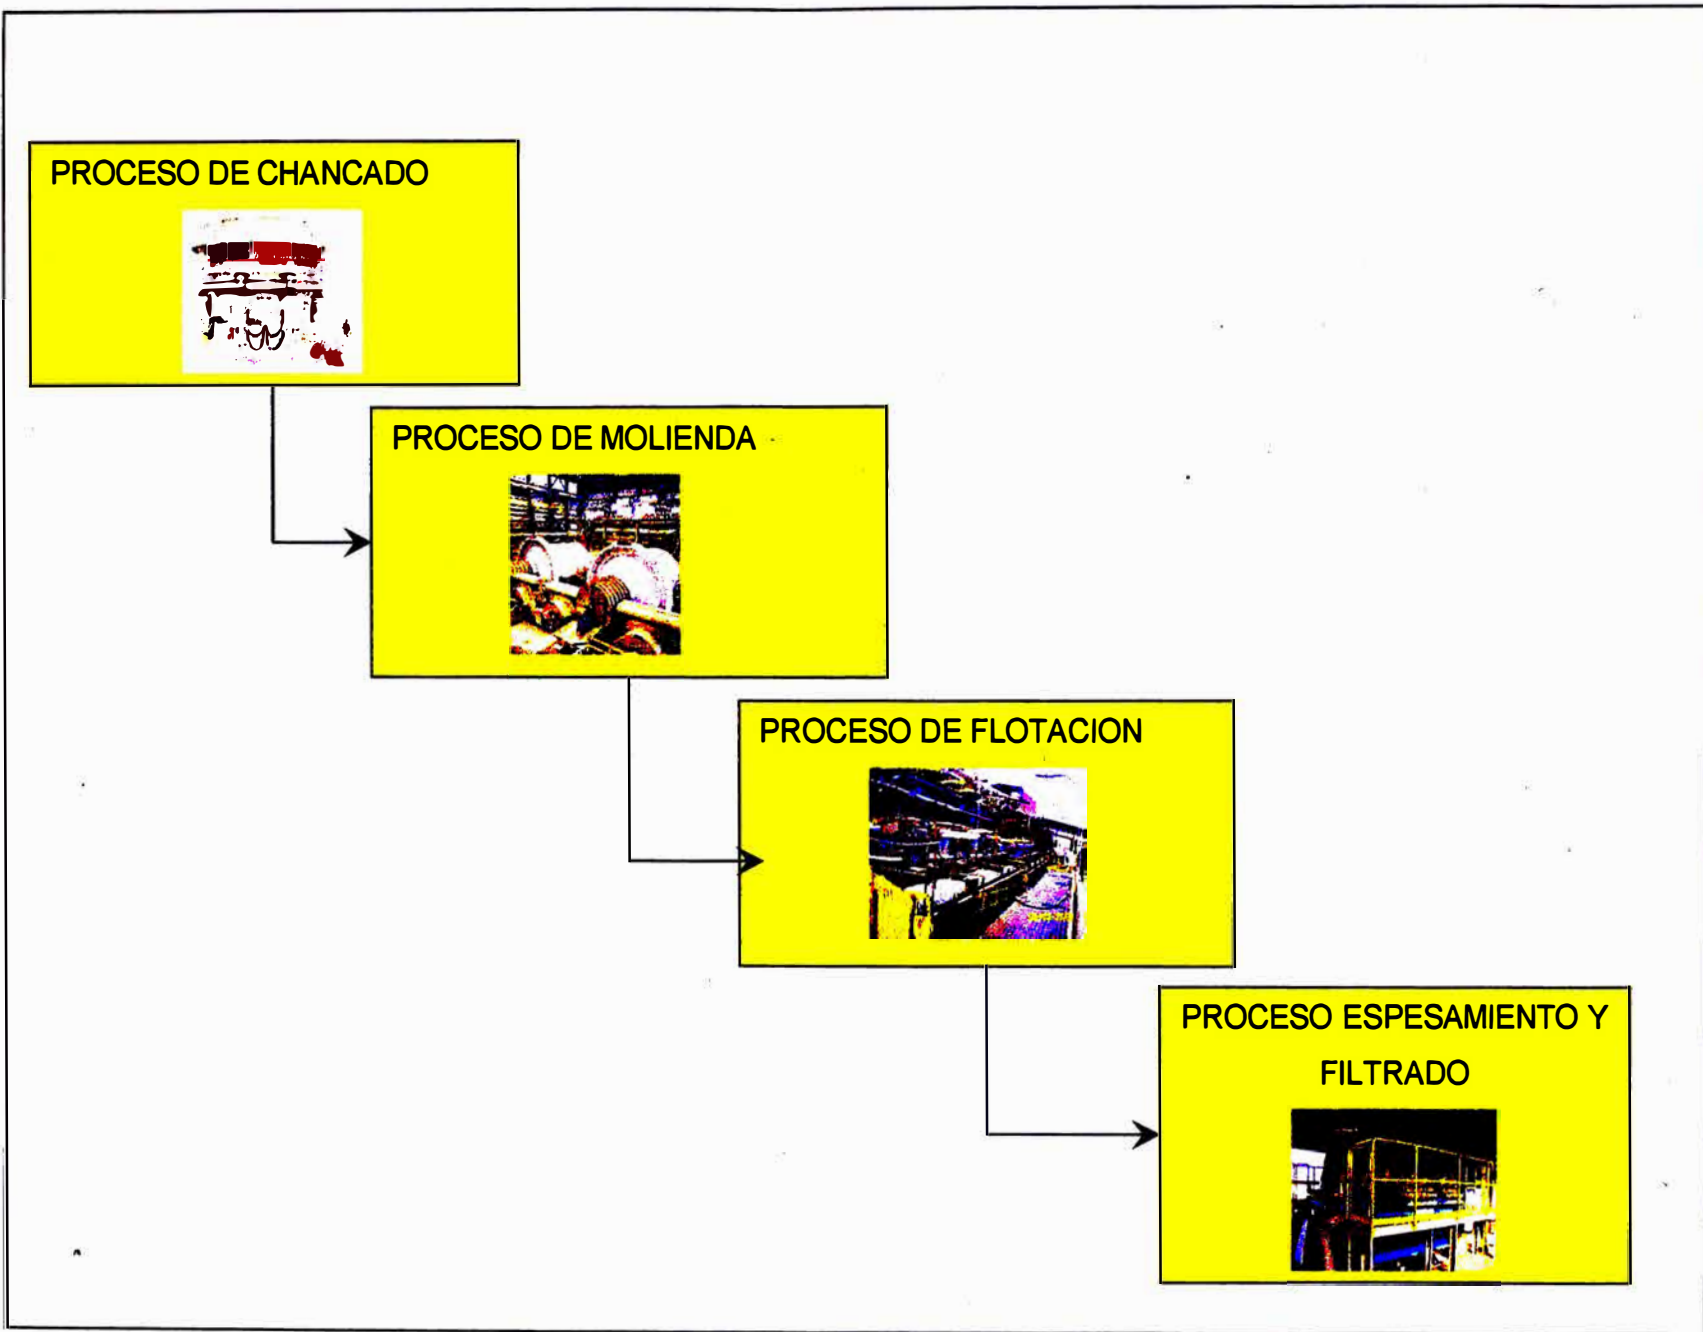 PROCESO DE CHANCADO
PROCESO DE MOLIENDA
PROCESO DE FLOTACION
PROCESO ESPESAMIENTO Y
FILTRADO